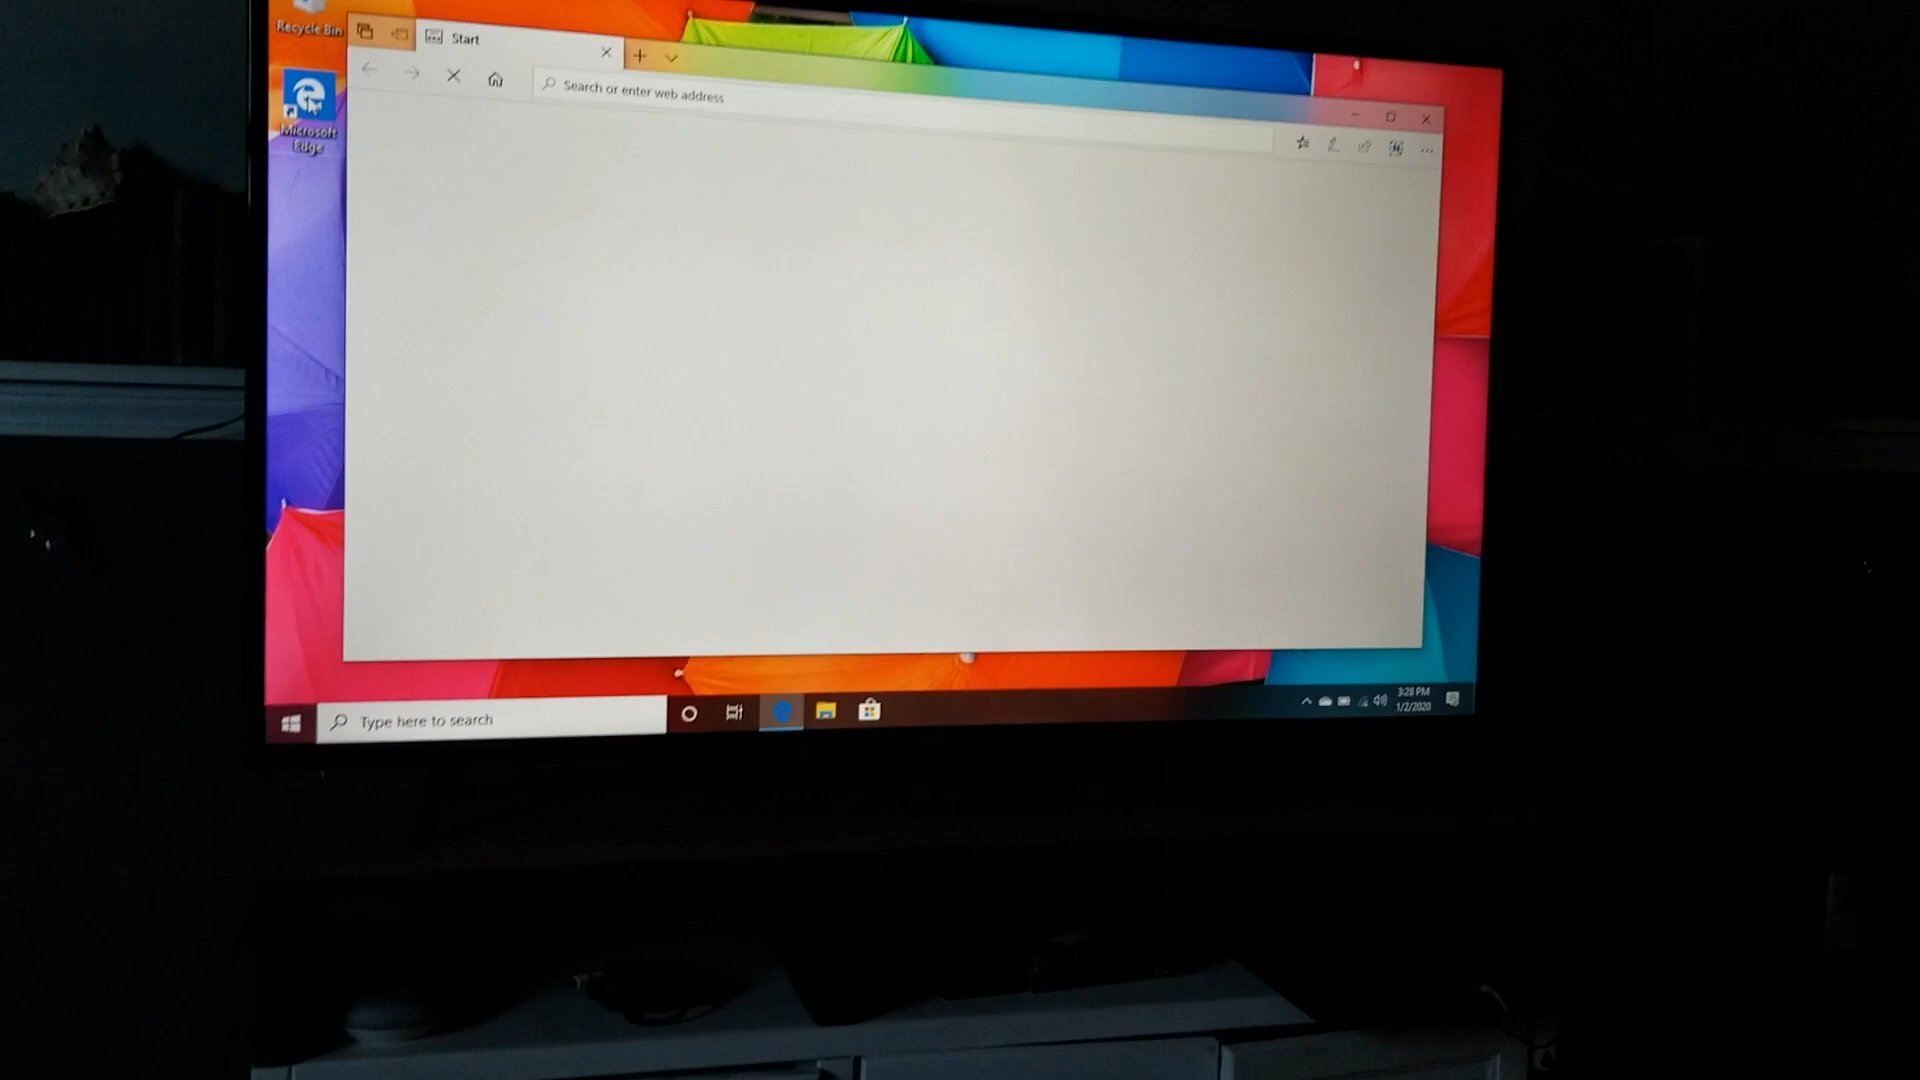 Recycle Bin
Start
Search or enter web address
Microsoft
Edge
Type here to search
3:28 PM
1/2/2020